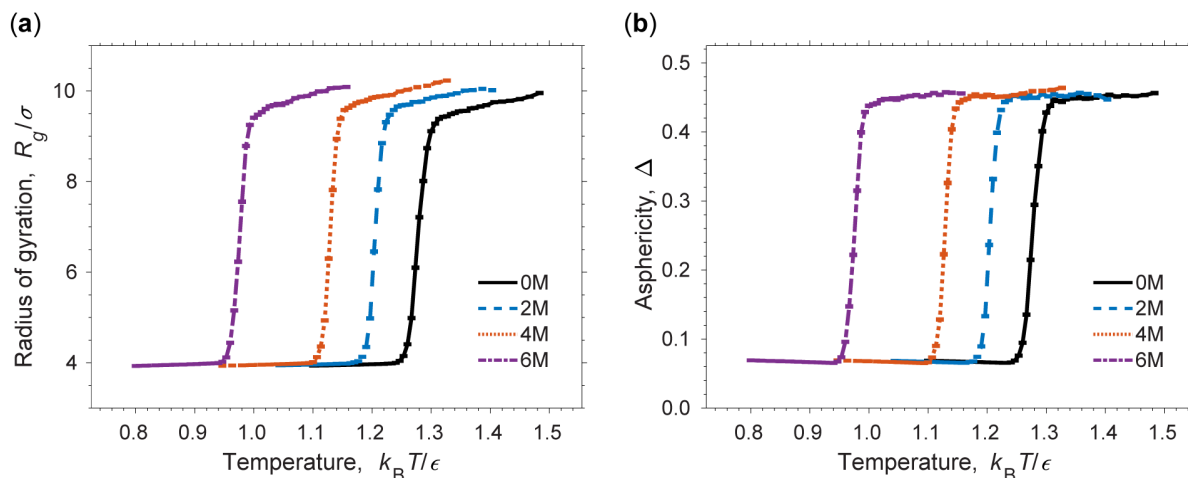 (a)
Radius of gyration, R_g/σ
10
8
6
4
0M
2M
4M
6M
0.8 0.9 1.0 1.1 1.2 1.3 1.4 1.5
Temperature, k_B T/ϵ
(b)
Asphericity, Δ
0.5
0.4
0.3
0.2
0.1
0.0
0M
2M
4M
6M
0.8 0.9 1.0 1.1 1.2 1.3 1.4 1.5
Temperature, k_B T/ϵ